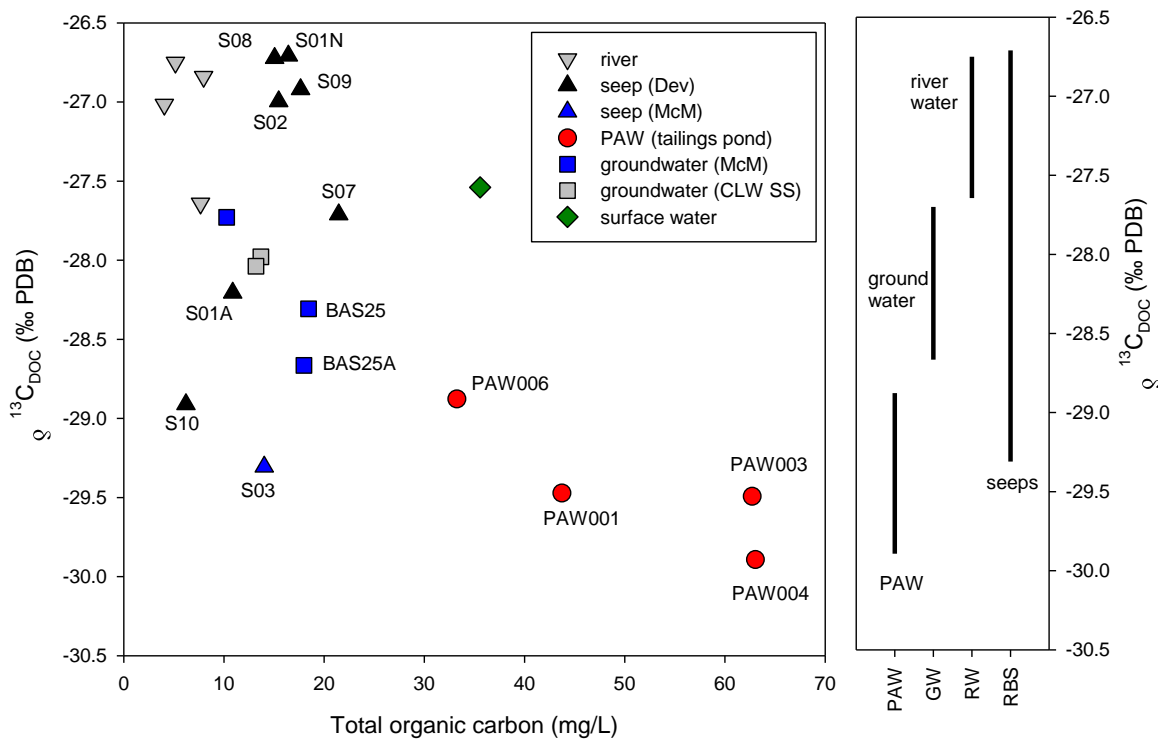 -26.5
-27.0
-27.5
-28.0
-28.5
-29.0
-29.5
-30.0
-30.5
0
10
20
30
40
50
60
70
Total organic carbon (mg/L)
δ ¹³C_DOC (‰ PDB)
S08
S01N
S09
S02
S07
S01A
BAS25
BAS25A
S10
S03
PAW006
PAW001
PAW003
PAW004
river
seep (Dev)
seep (McM)
PAW (tailings pond)
groundwater (McM)
groundwater (CLW SS)
surface water
river
water
ground
water
seeps
PAW
PAW
GW
RW
RBS
-26.5
-27.0
-27.5
-28.0
-28.5
-29.0
-29.5
-30.0
-30.5
δ ¹³C_DOC (‰ PDB)